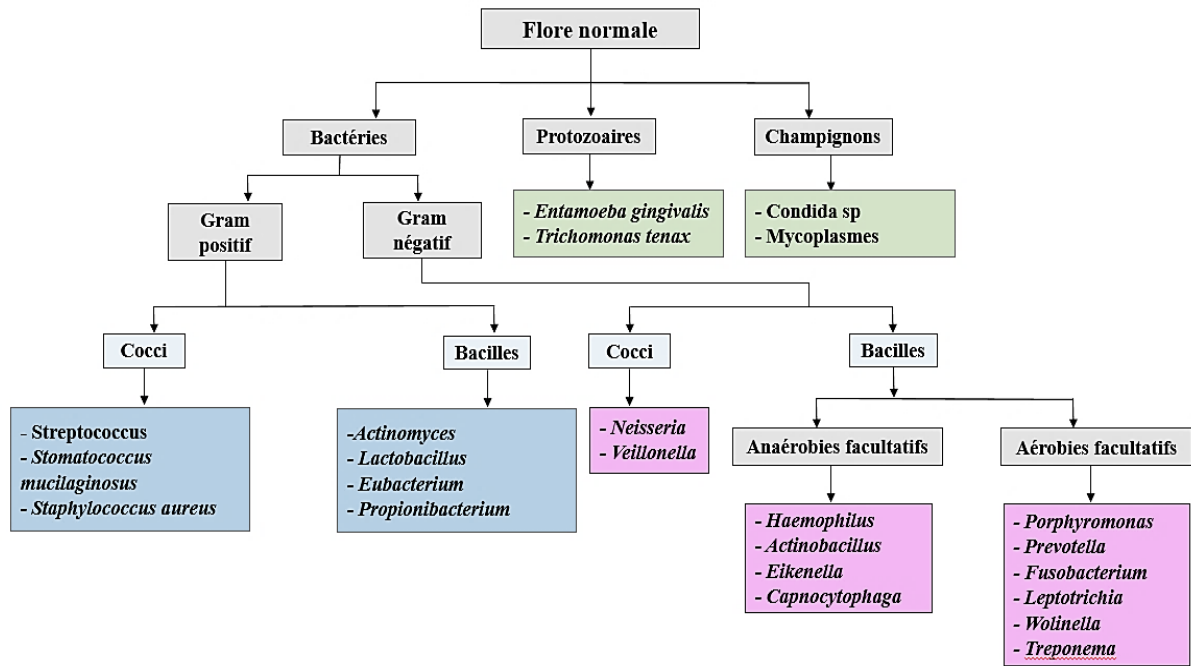 Flore normale
Bactéries
Protozoaires
Champignons
- Entamoeba gingivalis
- Trichomonas tenax
- Condida sp
- Mycoplasmes
Gram
positif
Gram
négatif
Cocci
Bacilles
Cocci
Bacilles
- Streptococcus
- Stomatococcus
mucilaginosus
- Staphylococcus aureus
-Actinomyces
- Lactobacillus
- Eubacterium
- Propionibacterium
- Neisseria
- Veillonella
Anaérobies facultatifs
Aérobies facultatifs
- Haemophilus
- Actinobacillus
- Eikenella
- Capnocytophaga
- Porphyromonas
- Prevotella
- Fusobacterium
- Leptotrichia
- Wolinella
- Treponema